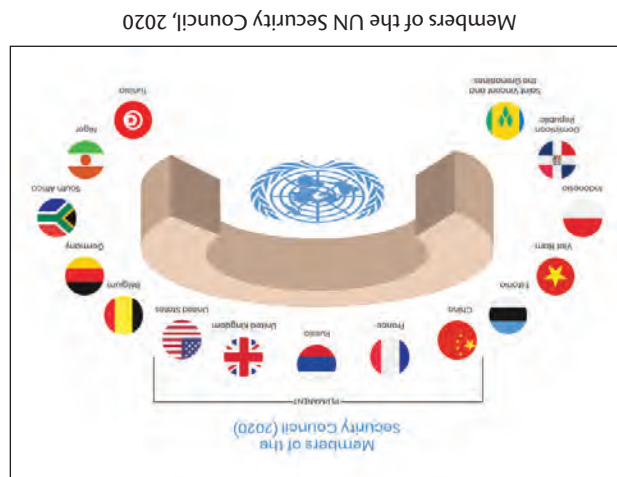 Members of the
Security Council (2020)
PERMANENT
China
France
Russia
United Kingdom
United States
Estonia
Belgium
Viet Nam
Germany
Indonesia
South Africa
Dominican
Republic
Niger
Saint Vincent and
the Grenadines
Tunisia
Members of the UN Security Council, 2020